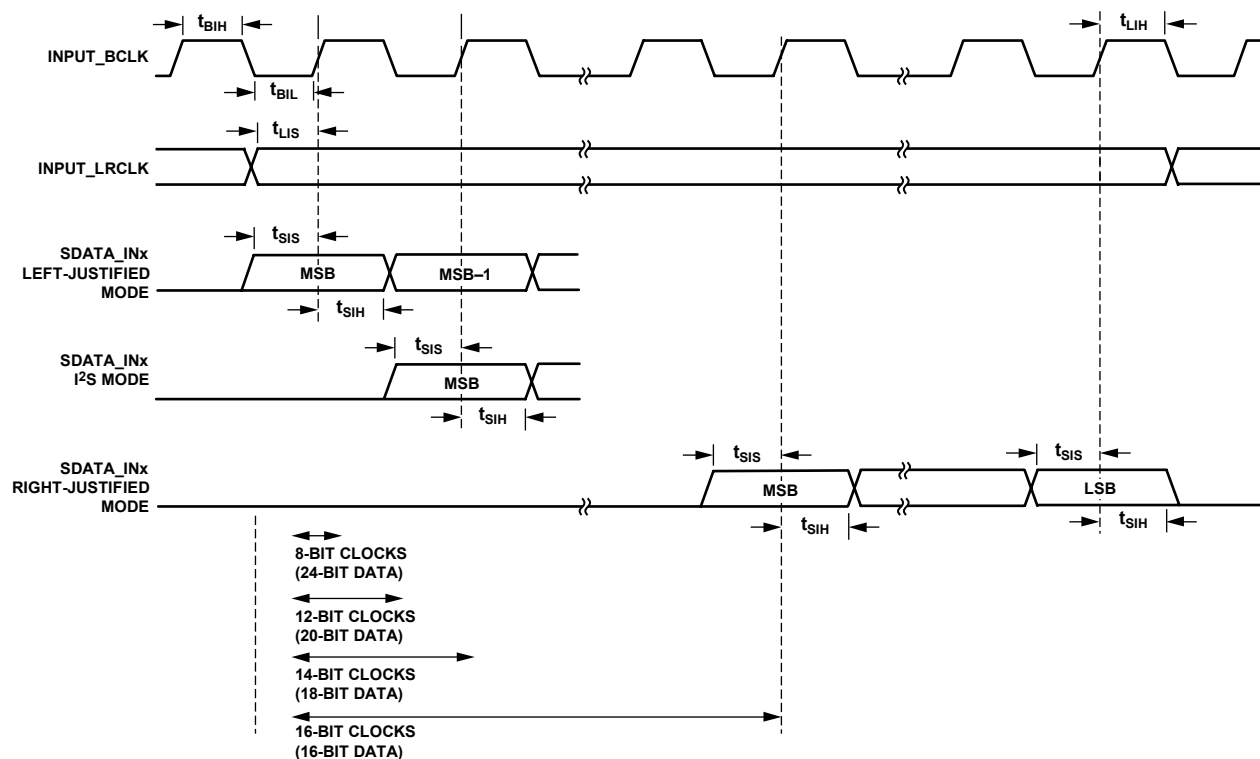 tBIH
tLIH
INPUT_BCLK
tBIL
tLIS
INPUT_LRCLK
tSIS
SDATA_INx
LEFT-JUSTIFIED
MODE
MSB
MSB–1
tSIH
SDATA_INx
I2S MODE
tSIS
MSB
tSIH
SDATA_INx
RIGHT-JUSTIFIED
MODE
tSIS
tSIS
MSB
LSB
tSIH
tSIH
8-BIT CLOCKS
(24-BIT DATA)
12-BIT CLOCKS
(20-BIT DATA)
14-BIT CLOCKS
(18-BIT DATA)
16-BIT CLOCKS
(16-BIT DATA)